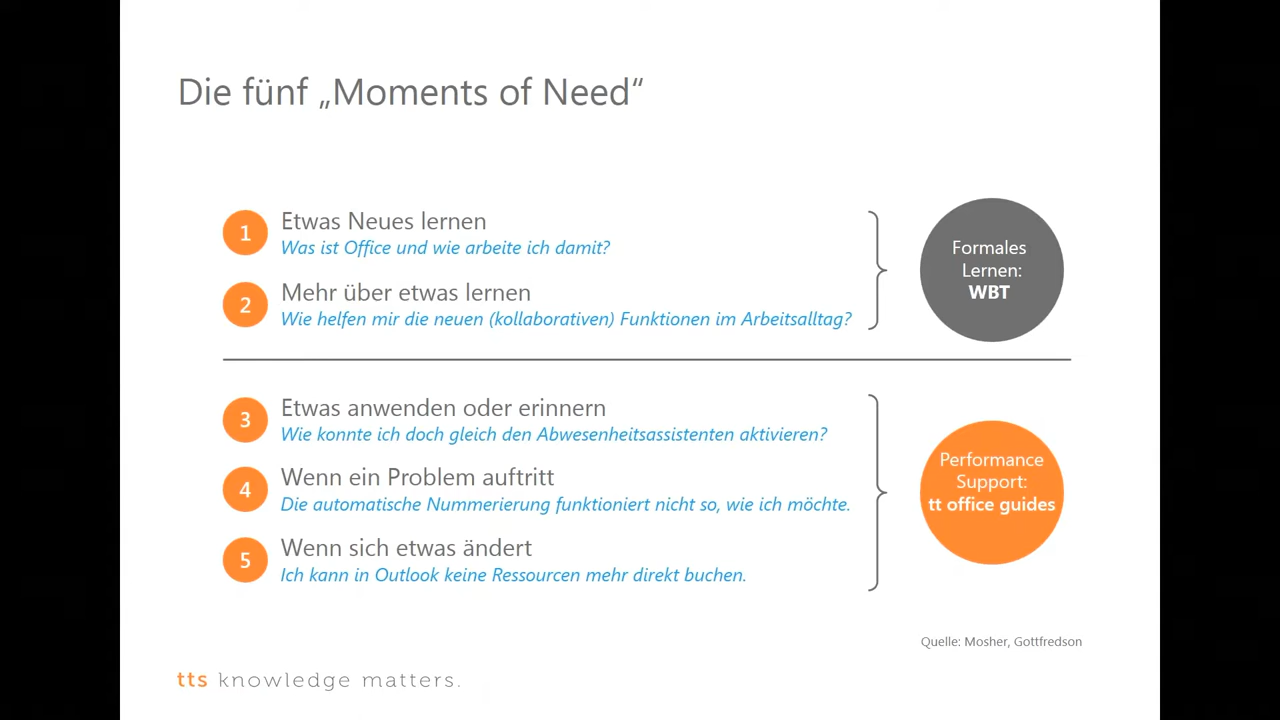 Die fünf „Moments of Need“
1
Etwas Neues lernen
Was ist Office und wie arbeite ich damit?
2
Mehr über etwas lernen
Wie helfen mir die neuen (kollaborativen) Funktionen im Arbeitsalltag?
Formales
Lernen:
WBT
3
Etwas anwenden oder erinnern
Wie konnte ich doch gleich den Abwesenheitsassistenten aktivieren?
4
Wenn ein Problem auftritt
Die automatische Nummerierung funktioniert nicht so, wie ich möchte.
5
Wenn sich etwas ändert
Ich kann in Outlook keine Ressourcen mehr direkt buchen.
Performance
Support:
tt office guides
Quelle: Mosher, Gottfredson
tts knowledge matters.